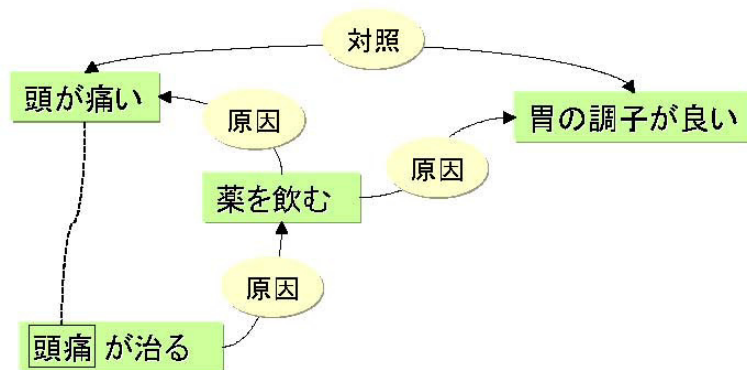 対照
頭が痛い
原因
胃の調子が良い
原因
薬を飲む
原因
頭痛 が治る